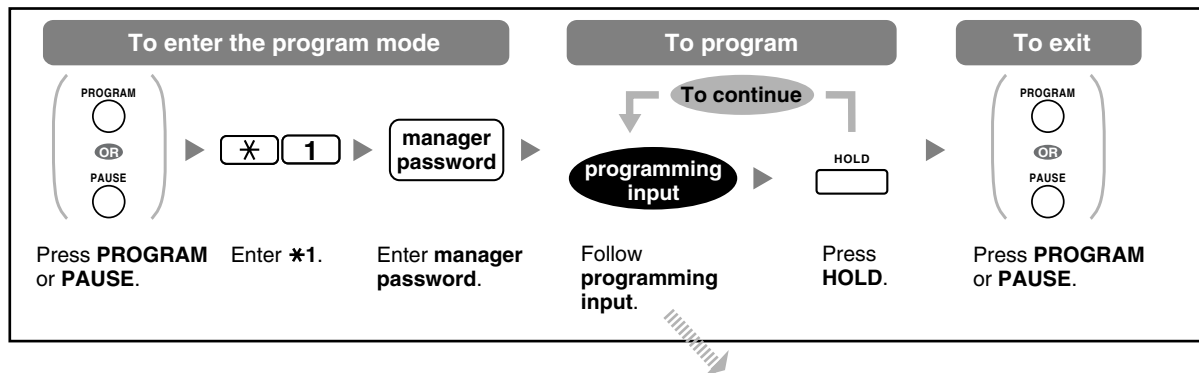 To enter the program mode
To program
To exit
To continue
PROGRAM
OR
PAUSE
✻
1
manager
password
programming
input
HOLD
PROGRAM
OR
PAUSE
Press PROGRAM
or PAUSE.
Enter ✻1.
Enter manager
password.
Follow
programming
input.
Press
HOLD.
Press PROGRAM
or PAUSE.